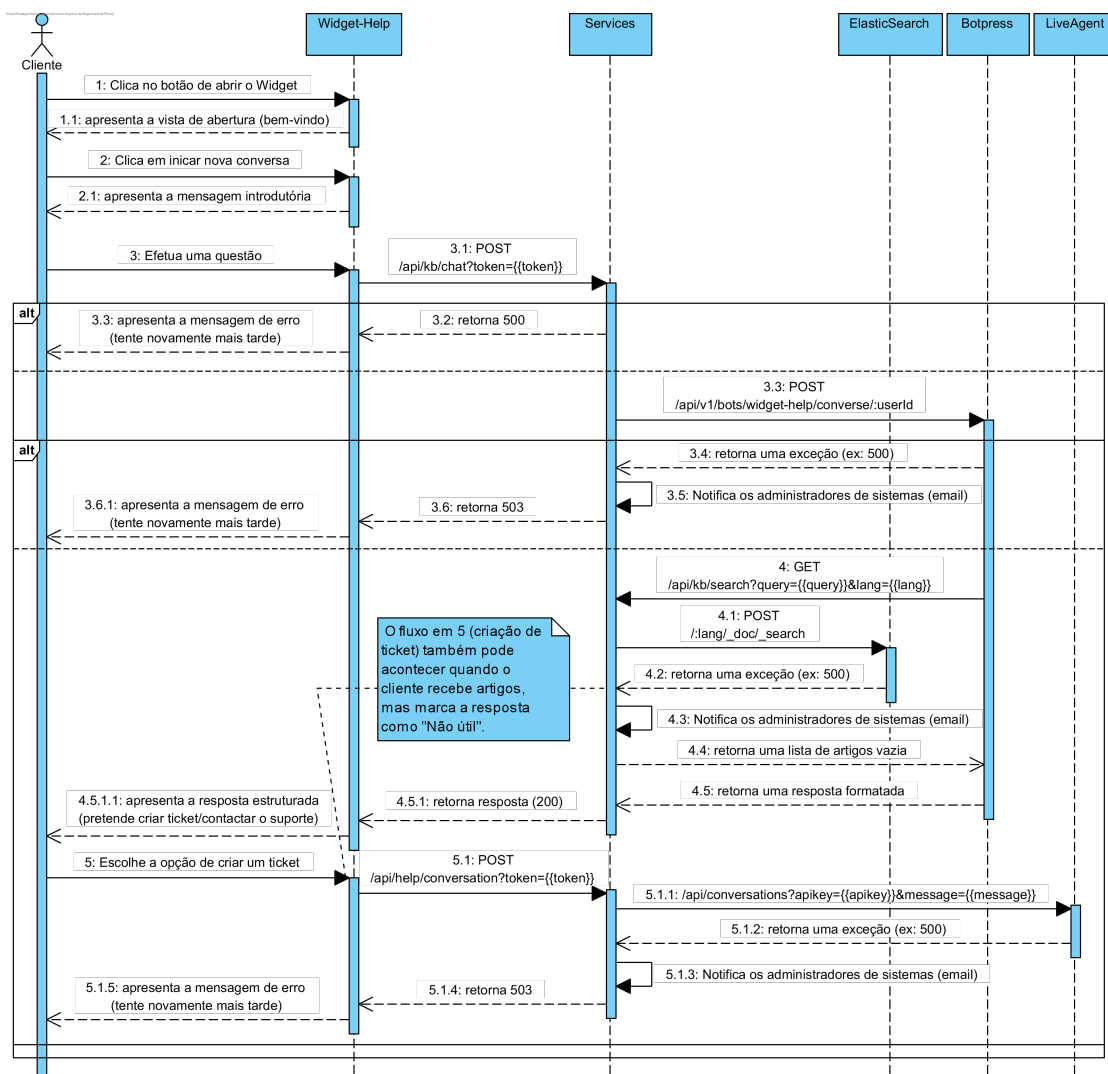 Cliente
Widget-Help
Services
ElasticSearch
Botpress
LiveAgent
1: Clica no botão de abrir o Widget
1.1: apresenta a vista de abertura (bem-vindo)
2: Clica em inicar nova conversa
2.1: apresenta a mensagem introdutória
3: Efetua uma questão
3.1: POST
/api/kb/chat?token={{token}}
alt
3.2: retorna 500
3.3: apresenta a mensagem de erro
(tente novamente mais tarde)
3.3: POST
/api/v1/bots/widget-help/converse/:userId
alt
3.4: retorna uma exceção (ex: 500)
3.5: Notifica os administradores de sistemas (email)
3.6: retorna 503
3.6.1: apresenta a mensagem de erro
(tente novamente mais tarde)
4: GET
/api/kb/search?query={{query}}&lang={{lang}}
4.1: POST
/:lang/_doc/_search
O fluxo em 5 (criação de
ticket) também pode
acontecer quando o
cliente recebe artigos,
mas marca a resposta
como "Não útil".
4.2: retorna uma exceção (ex: 500)
4.3: Notifica os administradores de sistemas (email)
4.4: retorna uma lista de artigos vazia
4.5: retorna uma resposta formatada
4.5.1: retorna resposta (200)
4.5.1.1: apresenta a resposta estruturada
(pretende criar ticket/contactar o suporte)
5: Escolhe a opção de criar um ticket
5.1: POST
/api/help/conversation?token={{token}}
5.1.1: /api/conversations?apikey={{apikey}}&message={{message}}
5.1.2: retorna uma exceção (ex: 500)
5.1.3: Notifica os administradores de sistemas (email)
5.1.4: retorna 503
5.1.5: apresenta a mensagem de erro
(tente novamente mais tarde)